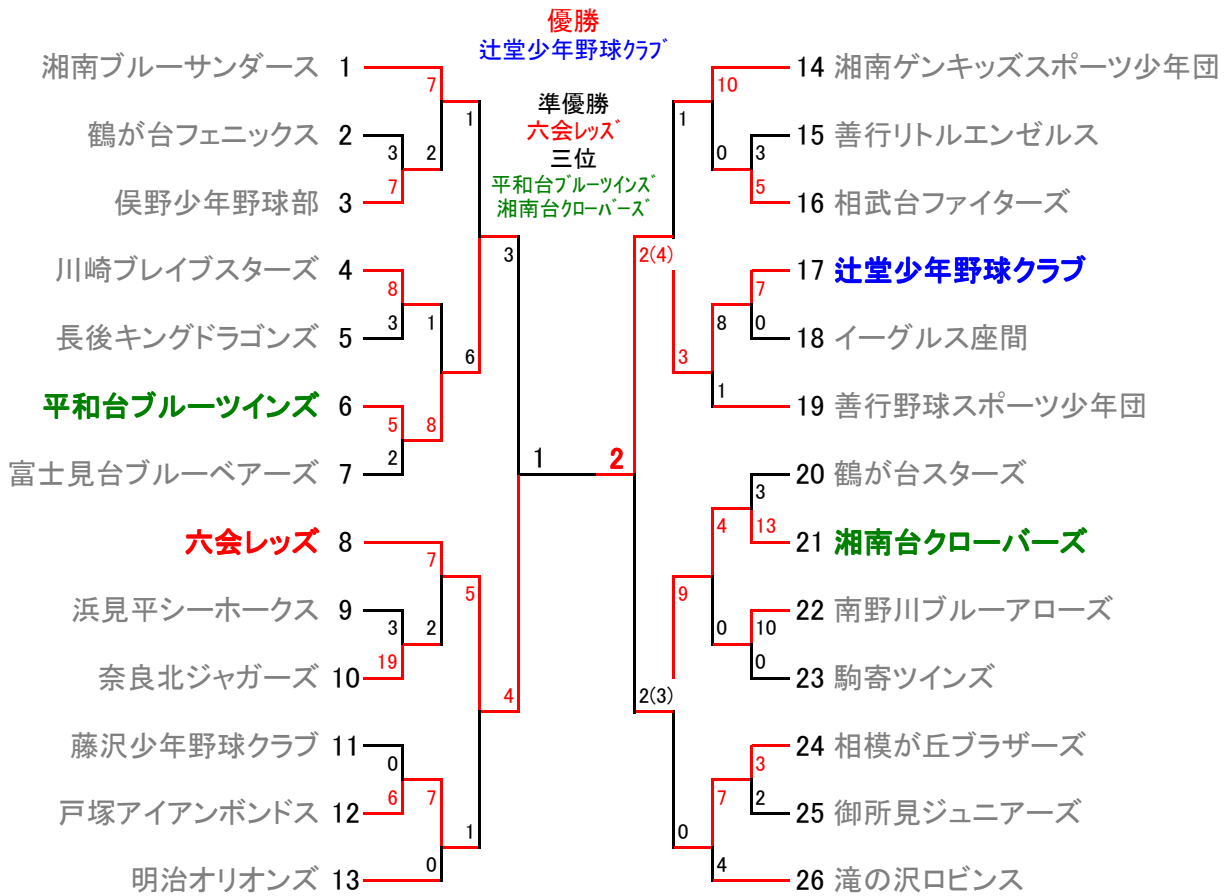 優勝
辻堂少年野球クラブ
準優勝
六会レッズ
三位
平和台ブルーツインズ
湘南台クローバーズ
湘南ブルーサンダース 1
7
1
鶴が台フェニックス 2
3
2
俣野少年野球部 3
7
3
川崎ブレイブスターズ 4
8
長後キングドラゴンズ 5
3
1
6
平和台ブルーツインズ 6
5
8
富士見台ブルーベアーズ 7
2
1
2
六会レッズ 8
7
5
浜見平シーホークス 9
3
2
奈良北ジャガーズ 10
19
4
藤沢少年野球クラブ 11
0
戸塚アイアンボンドス 12
6
7
1
明治オリオンズ 13
0
14 湘南ゲンキッズスポーツ少年団
10
1
15 善行リトルエンゼルス
3
0
16 相武台ファイターズ
5
2(4)
17 辻堂少年野球クラブ
7
18 イーグルス座間
0
8
3
19 善行野球スポーツ少年団
1
20 鶴が台スターズ
3
21 湘南台クローバーズ
13
4
9
22 南野川ブルーアローズ
10
0
23 駒寄ツインズ
0
2(3)
24 相模が丘ブラザーズ
3
25 御所見ジュニアーズ
2
7
0
26 滝の沢ロビンス
4